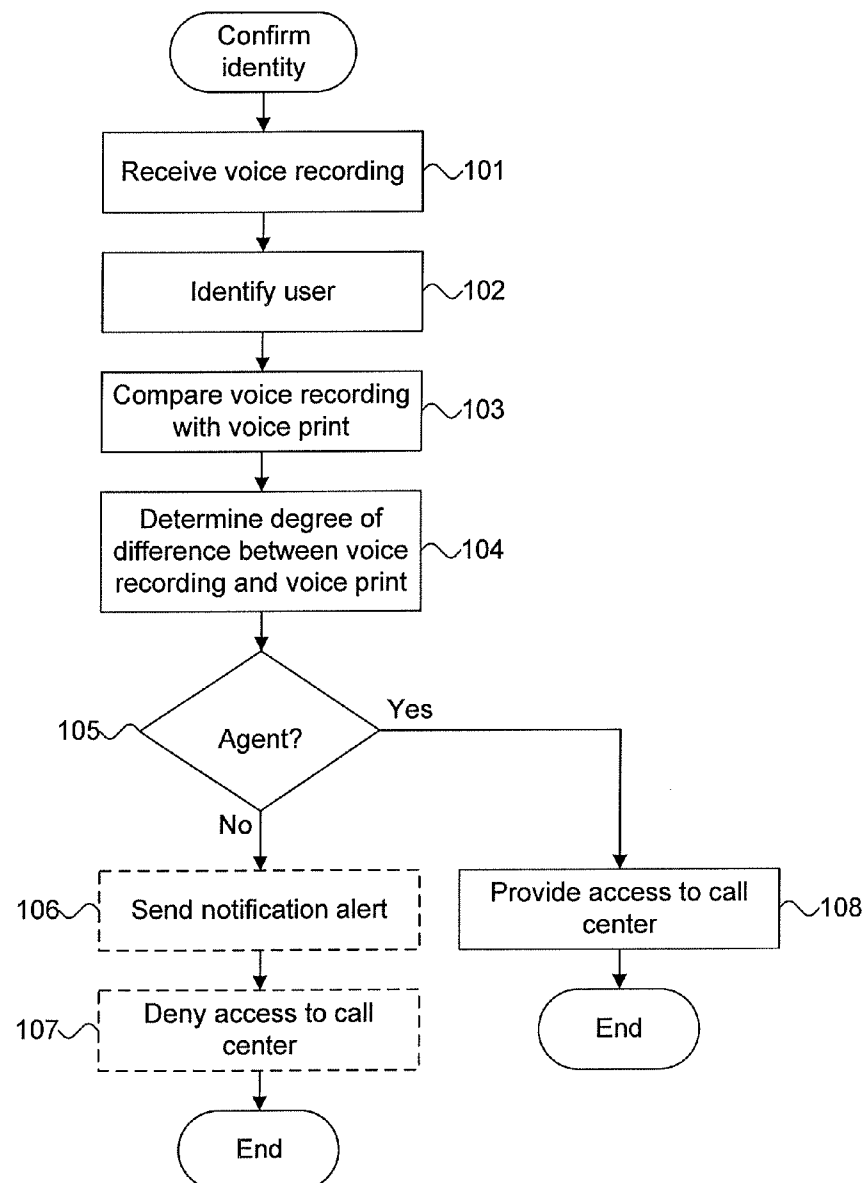 Confirm
identity
Receive voice recording
101
Identify user
102
Compare voice recording
with voice print
103
Determine degree of
difference between voice
recording and voice print
104
105
Agent?
Yes
No
106
Send notification alert
Provide access to call
center
108
107
Deny access to call
center
End
End